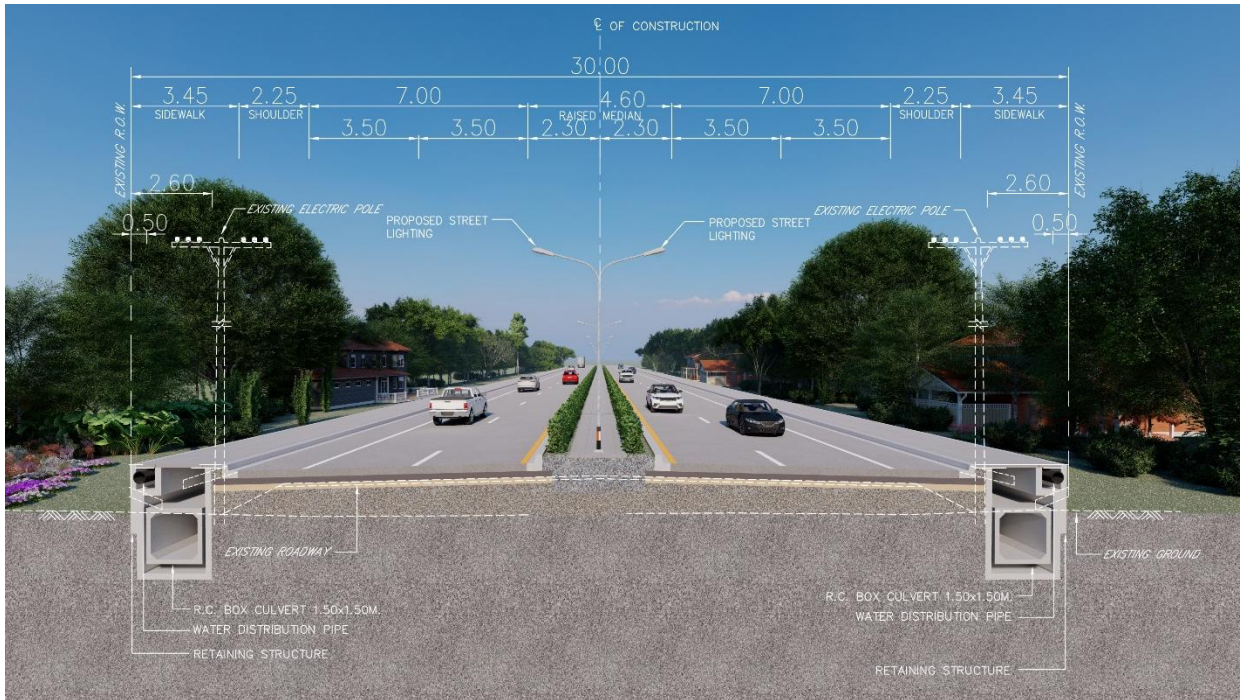 ℄ OF CONSTRUCTION
30.00
3.45
2.25
7.00
4.60
7.00
2.25
3.45
SIDEWALK
SHOULDER
RAISED MEDIAN
SHOULDER
SIDEWALK
3.50
3.50
2.30
2.30
3.50
3.50
EXISTING R.O.W.
EXISTING R.O.W.
2.60
2.60
0.50
0.50
EXISTING ELECTRIC POLE
PROPOSED STREET
LIGHTING
PROPOSED STREET
LIGHTING
EXISTING ELECTRIC POLE
EXISTING ROADWAY
EXISTING GROUND
R.C. BOX CULVERT 1.50x1.50M.
WATER DISTRIBUTION PIPE
RETAINING STRUCTURE
R.C. BOX CULVERT 1.50x1.50M.
WATER DISTRIBUTION PIPE
RETAINING STRUCTURE